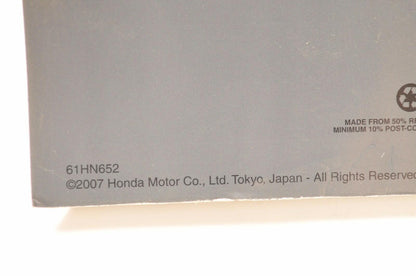 MADE FROM 50% RE
MINIMUM 10% POST-CO
61HN652
©2007 Honda Motor Co., Ltd. Tokyo, Japan - All Rights Reserved